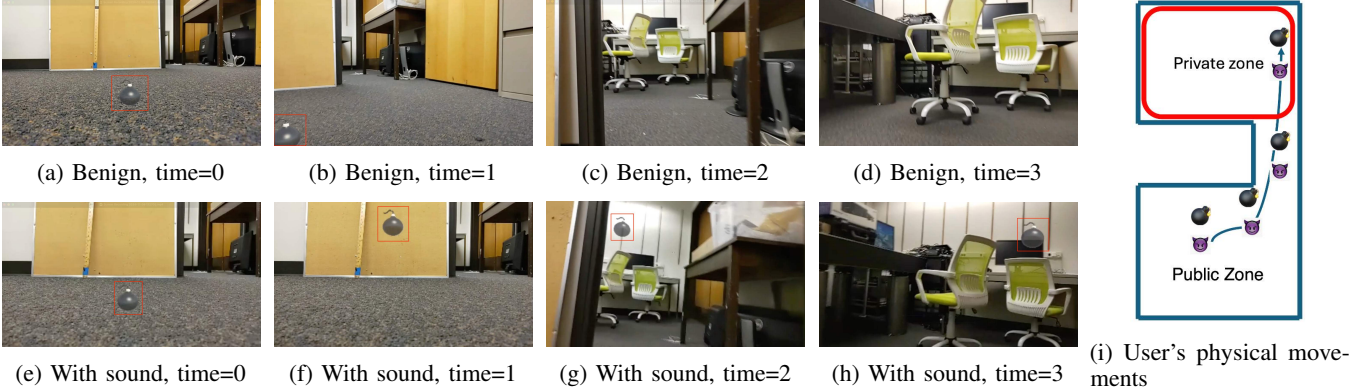 Private zone
Public Zone
(a) Benign, time=0
(b) Benign, time=1
(c) Benign, time=2
(d) Benign, time=3
(e) With sound, time=0
(f) With sound, time=1
(g) With sound, time=2
(h) With sound, time=3
(i) User's physical move-
ments